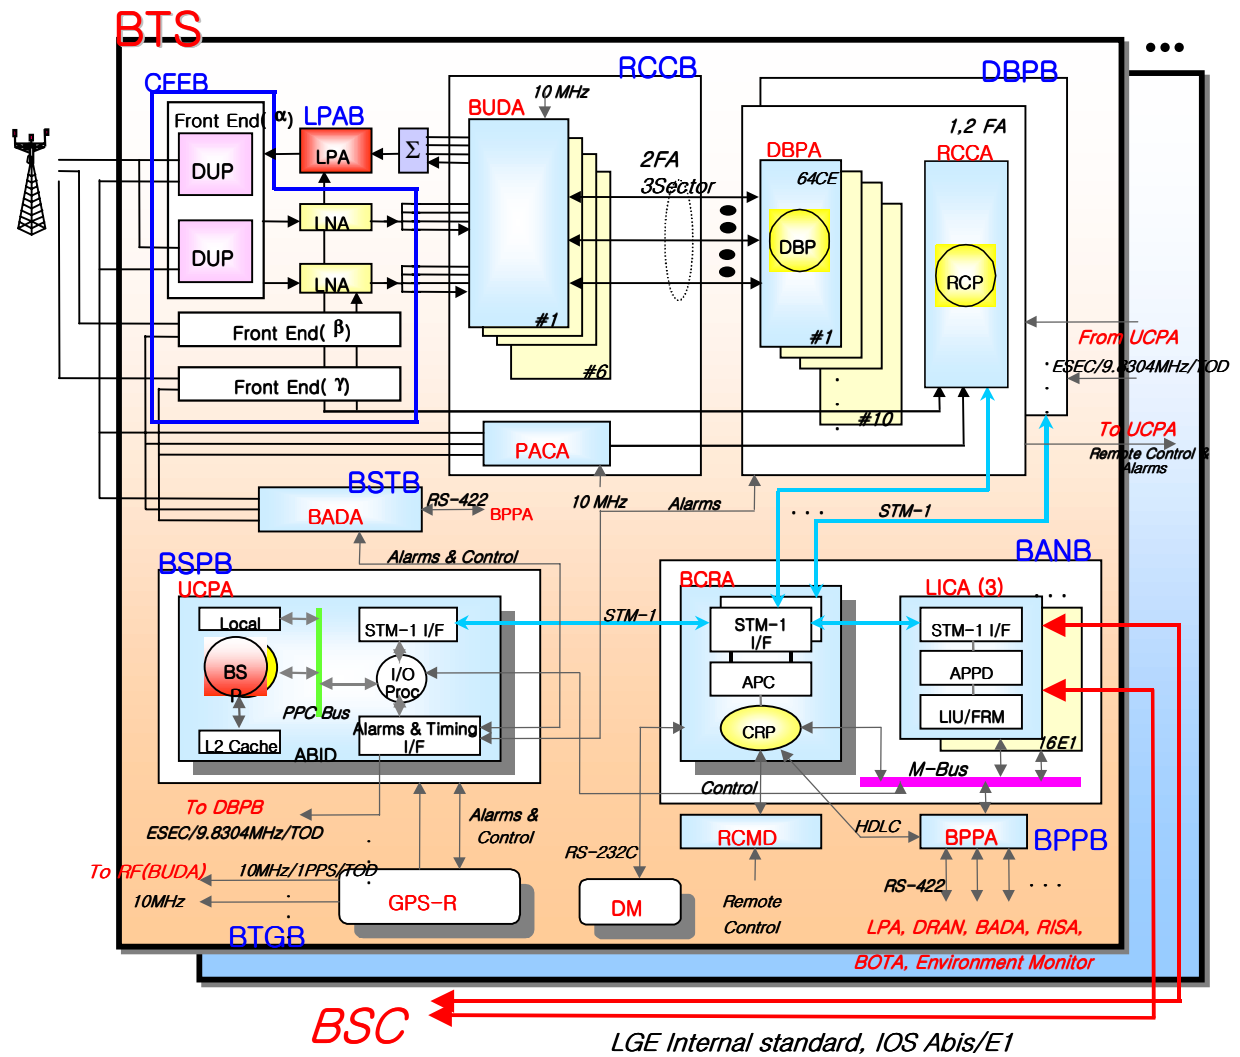 BTS
• • •
CFEB
RCCB
DBPB
Front End( α)
LPAB
BUDA
10 MHz
1,2 FA
DUP
LPA
Σ
2FA
3Sector
DBPA
64CE
RCCA
LNA
DUP
DBP
LNA
RCP
#1
#6
#1
#10
Front End( β)
Front End( γ)
From UCPA
ESEC/9.8304MHz/TOD
To UCPA
Remote Control &
Alarms
PACA
BSTB
BADA
RS-422
BPPA
10 MHz
Alarms
STM-1
Alarms & Control
BSPB
UCPA
BANB
BCRA
LICA (3)
Local
STM-1 I/F
STM-1
STM-1
I/F
STM-1 I/F
BS
I/O
Proc
APC
APPD
PPC Bus
L2 Cache
Alarms & Timing
I/F
ABID
CRP
LIU/FRM
16E1
M-Bus
Control
To DBPB
ESEC/9.8304MHz/TOD
Alarms &
Control
RCMD
HDLC
BPPA
BPPB
RS-232C
To RF(BUDA)
10MHz/1PPS/TOD
10MHz
GPS-R
BTGB
DM
Remote
Control
RS-422
LPA, DRAN, BADA, RISA,
BOTA, Environment Monitor
BSC
LGE Internal standard, IOS Abis/E1